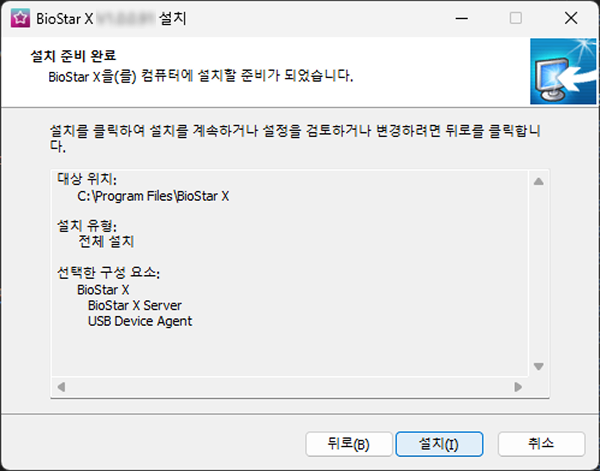 BioStar X 설치
설치 준비 완료
BioStar X을(를) 컴퓨터에 설치할 준비가 되었습니다.
설치를 클릭하여 설치를 계속하거나 설정을 검토하거나 변경하려면 뒤로를 클릭합니
다.
대상 위치:
C:\Program Files\BioStar X
설치 유형:
전체 설치
선택한 구성 요소:
BioStar X
BioStar X Server
USB Device Agent
뒤로(B)
설치(I)
취소